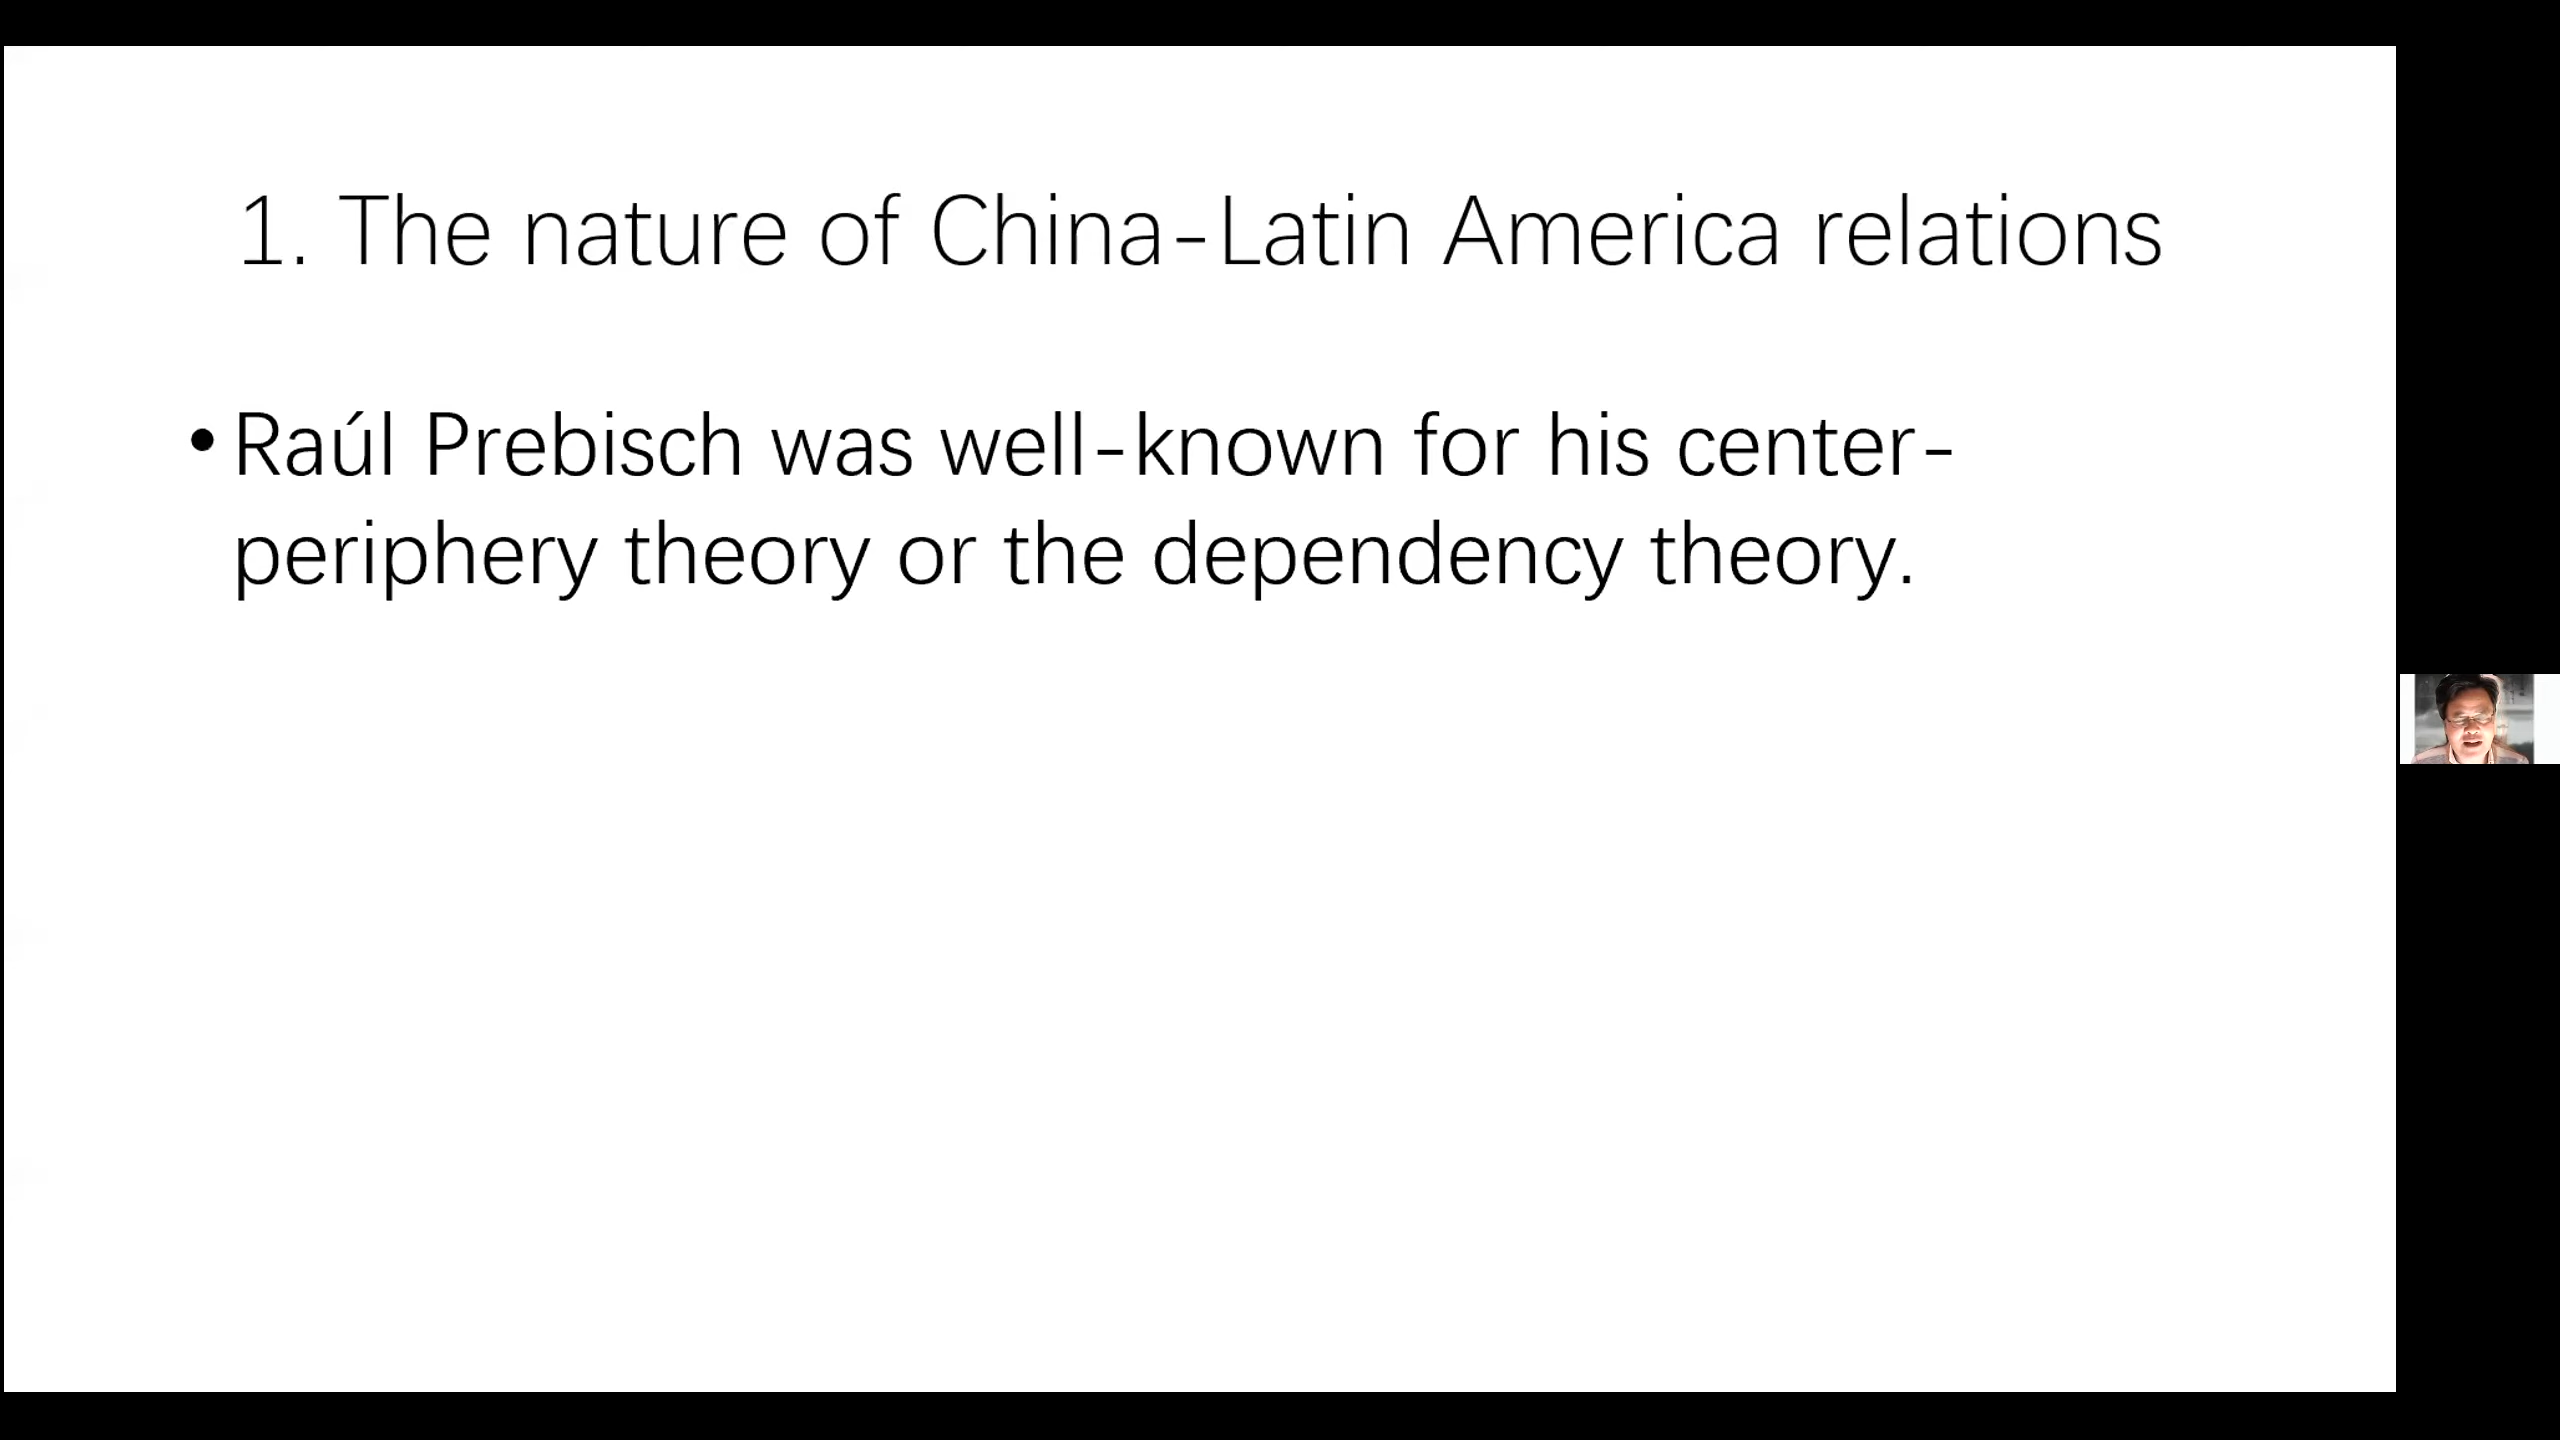 1. The nature of China-Latin America relations
• Raúl Prebisch was well-known for his center-
periphery theory or the dependency theory.